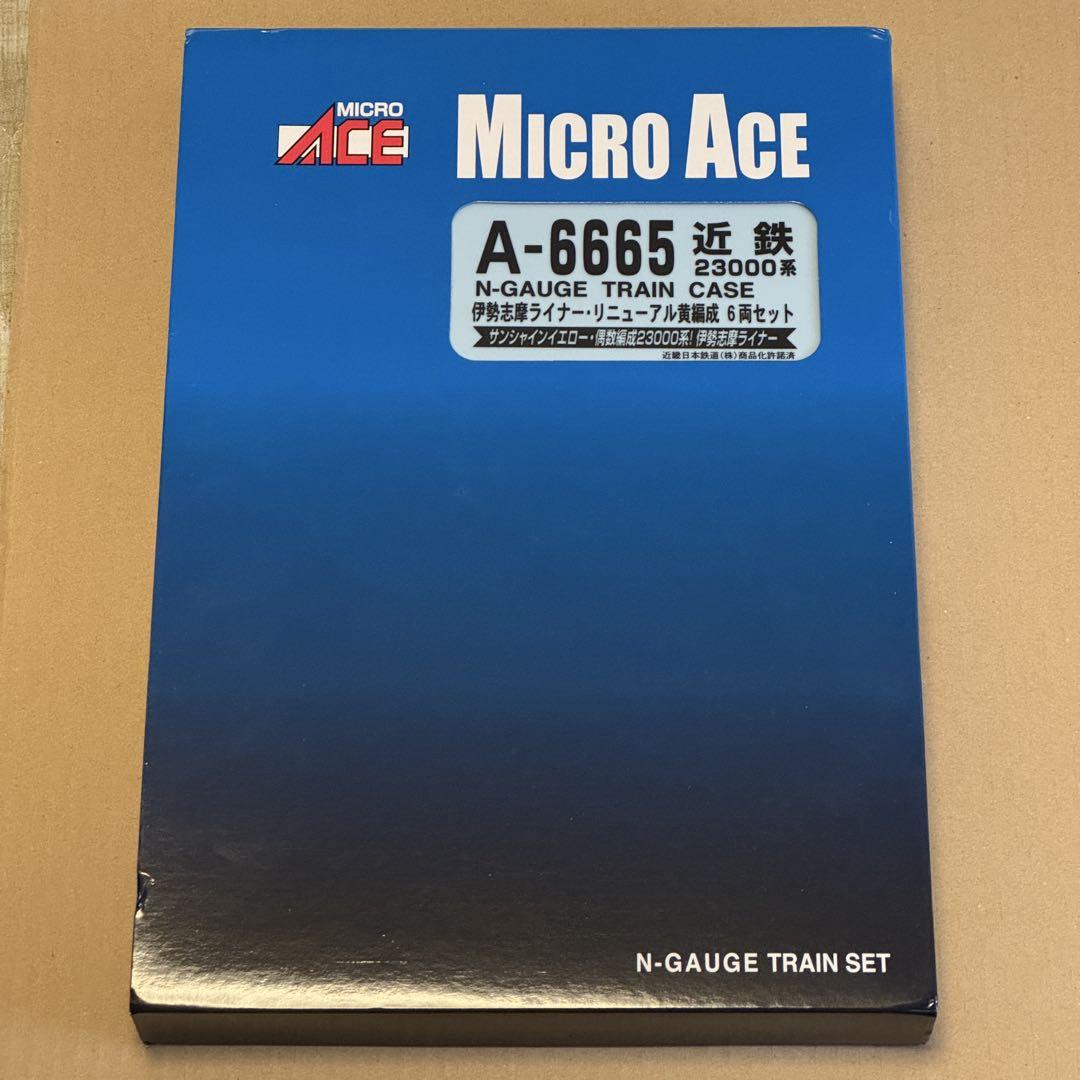 MICRO
ACE
MICRO ACE
A-6665 近鉄
23000系
N-GAUGE TRAIN CASE
伊勢志摩ライナー・リニューアル黄編成 6両セット
サンシャインイエロー・偶数編成23000系!伊勢志摩ライナー
近畿日本鉄道(株)商品化許諾済
N-GAUGE TRAIN SET